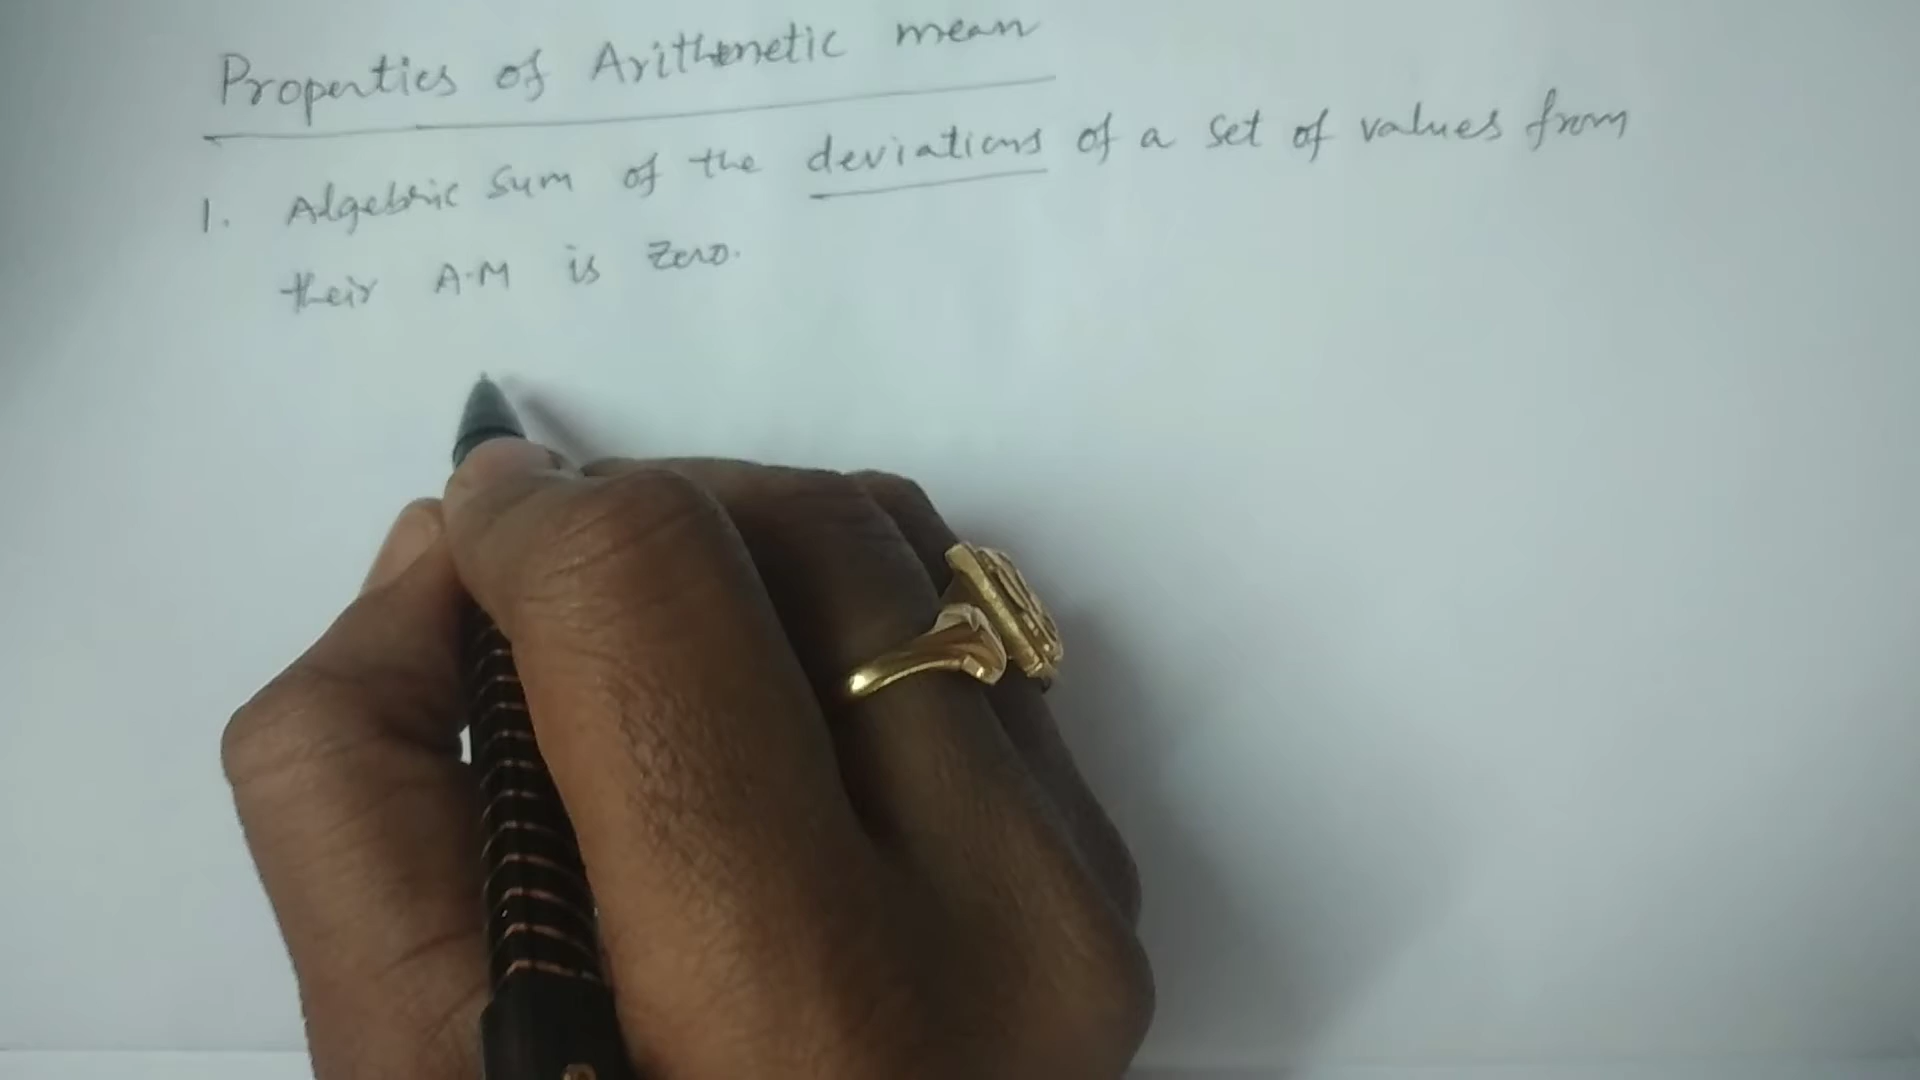 Properties of Arithmetic mean
1. Algebric sum of the deviations of a set of values from
their A.M is zero.